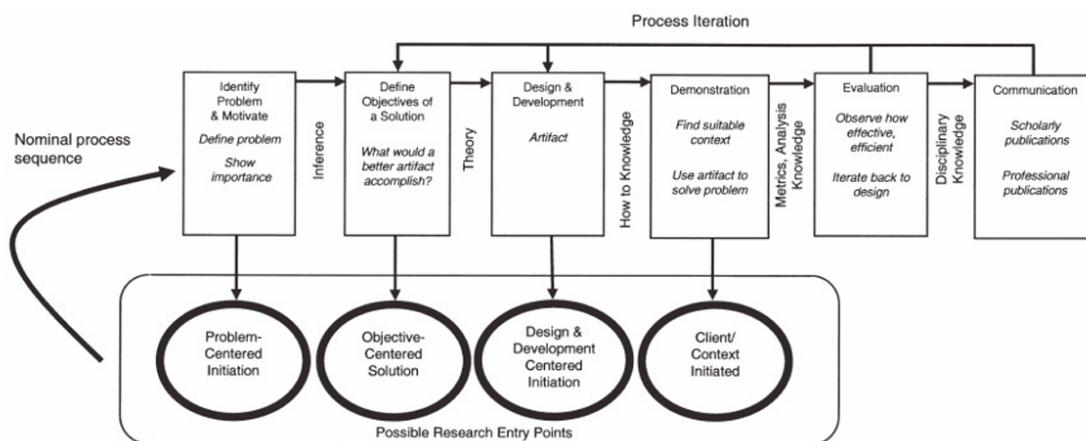 Process Iteration
Nominal process
sequence
Identify
Problem
& Motivate
Define problem
Show
importance
Inference
Define
Objectives of
a Solution
What would a
better artifact
accomplish?
Theory
Design &
Development
Artifact
How to Knowledge
Demonstration
Find suitable
context
Use artifact to
solve problem
Metrics, Analysis
Knowledge
Evaluation
Observe how
effective,
efficient
Iterate back to
design
Disciplinary
Knowledge
Communication
Scholarly
publications
Professional
publications
Problem-
Centered
Initiation
Objective-
Centered
Solution
Design &
Development
Centered
Initiation
Client/
Context
Initiated
Possible Research Entry Points